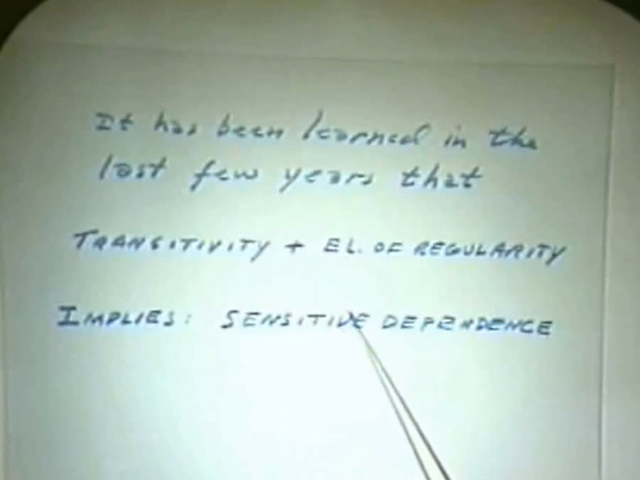 It has been learned in the
last few years that
TRANSITIVITY + EL. OF REGULARITY
IMPLIES: SENSITIVE DEPENDENCE